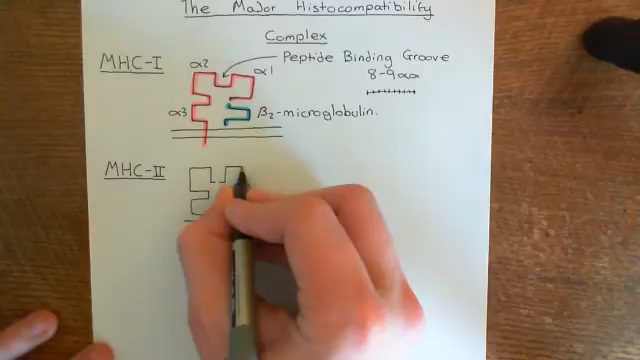 The Major Histocompatibility
Complex
MHC-I
α2
Peptide Binding Groove
α1
8-9aa
α3
β2-microglobulin.
MHC-II